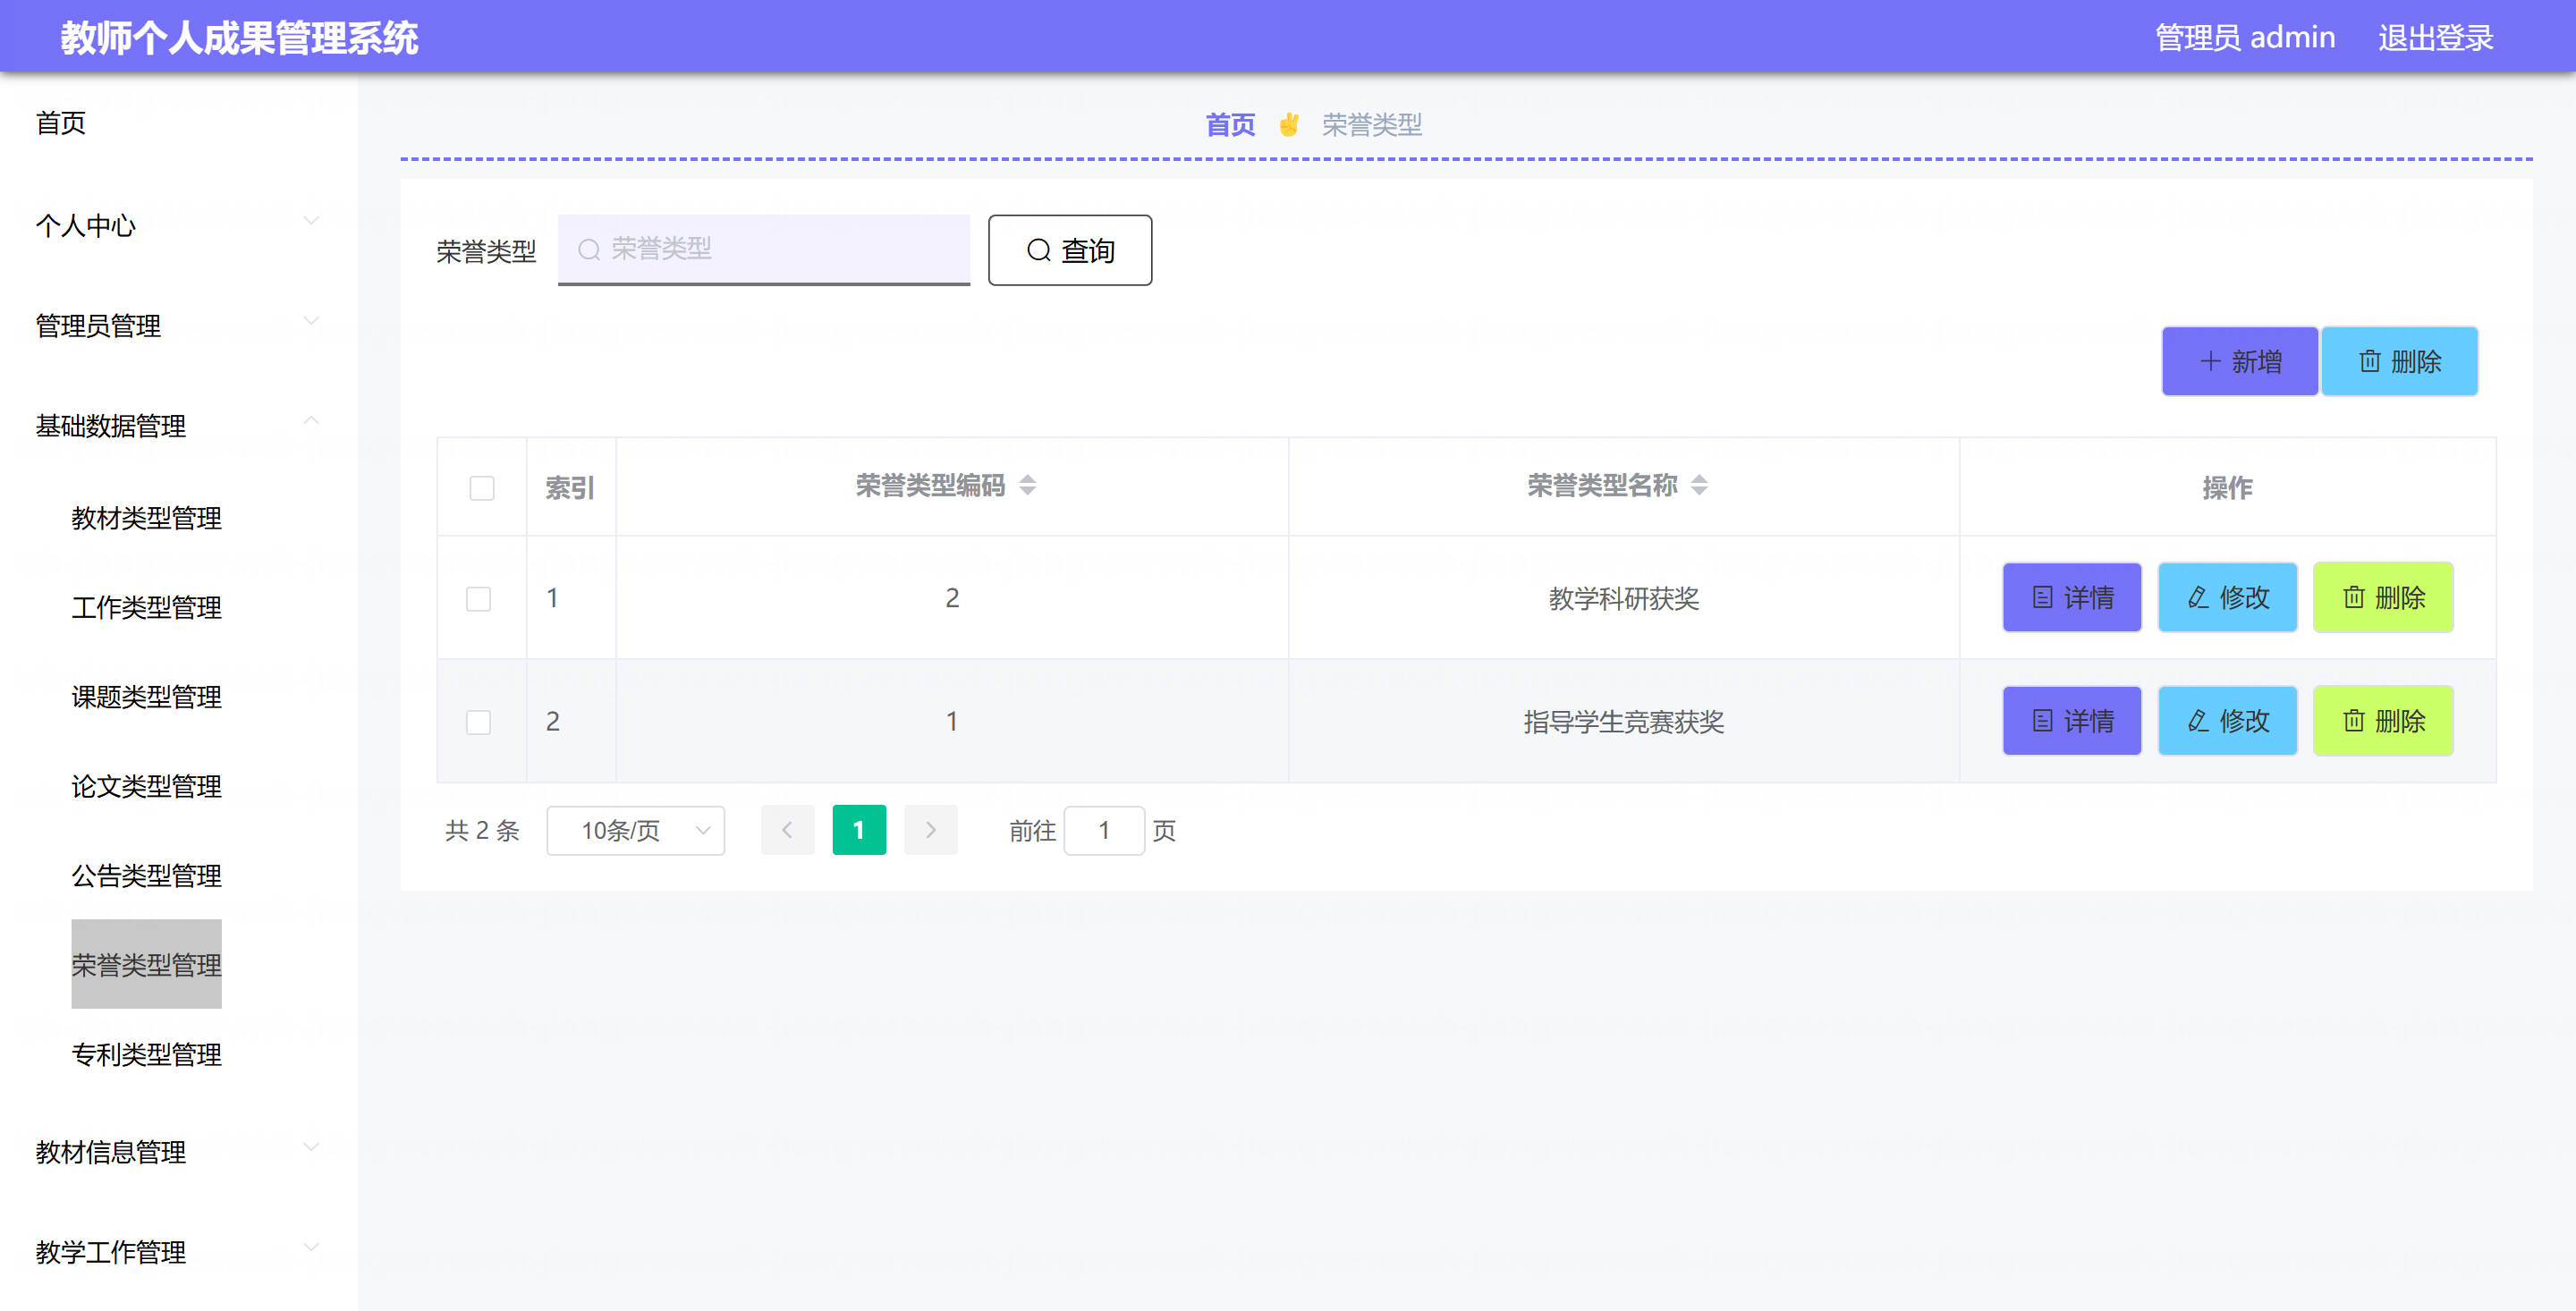 教师个人成果管理系统
管理员 admin 退出登录
首页
个人中心
管理员管理
基础数据管理
教材类型管理
工作类型管理
课题类型管理
论文类型管理
公告类型管理
荣誉类型管理
专利类型管理
教材信息管理
教学工作管理
首页 荣誉类型
荣誉类型 荣誉类型 查询
新增 删除
索引 荣誉类型编码 荣誉类型名称 操作
1 2 教学科研获奖 详情 修改 删除
2 1 指导学生竞赛获奖 详情 修改 删除
共 2 条 10条/页 1 前往 1 页